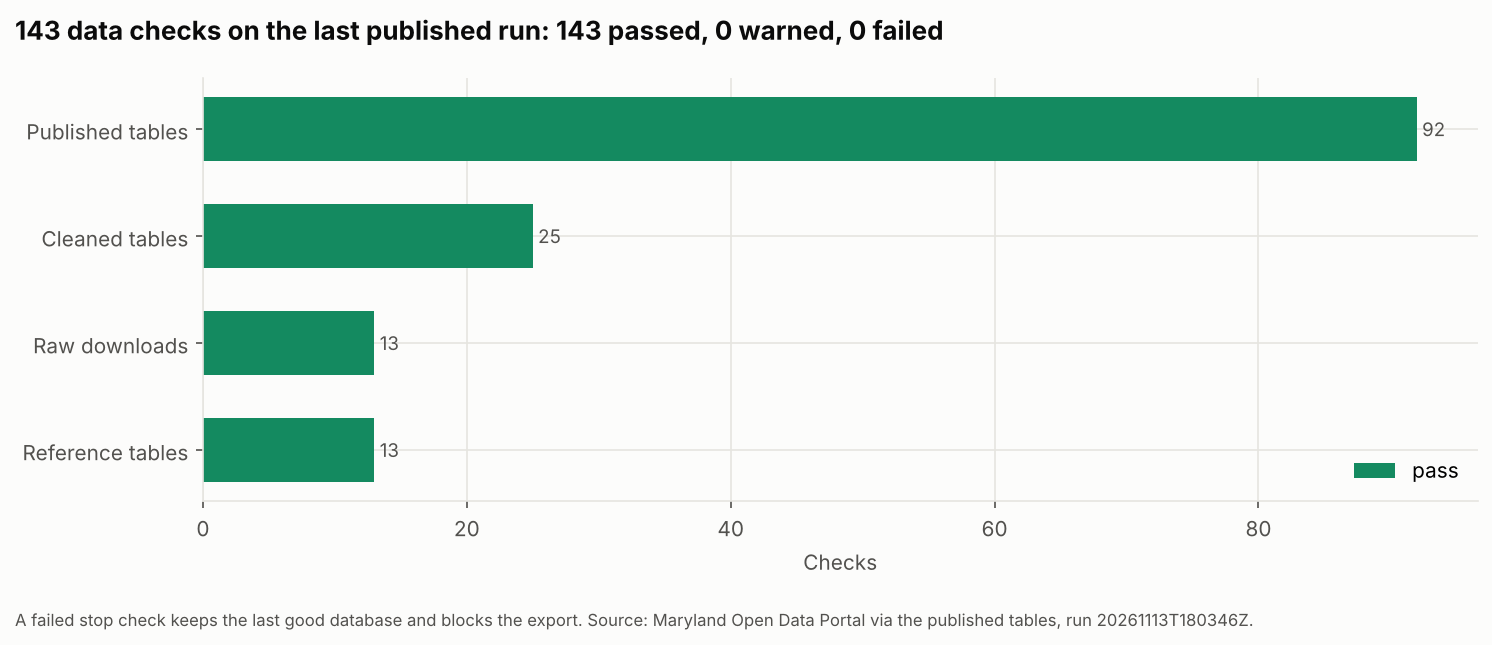 143 data checks on the last published run: 143 passed, 0 warned, 0 failed
Published tables
92
Cleaned tables
25
Raw downloads
13
Reference tables
13
pass
0
20
40
60
80
Checks
A failed stop check keeps the last good database and blocks the export. Source: Maryland Open Data Portal via the published tables, run 20261113T180346Z.